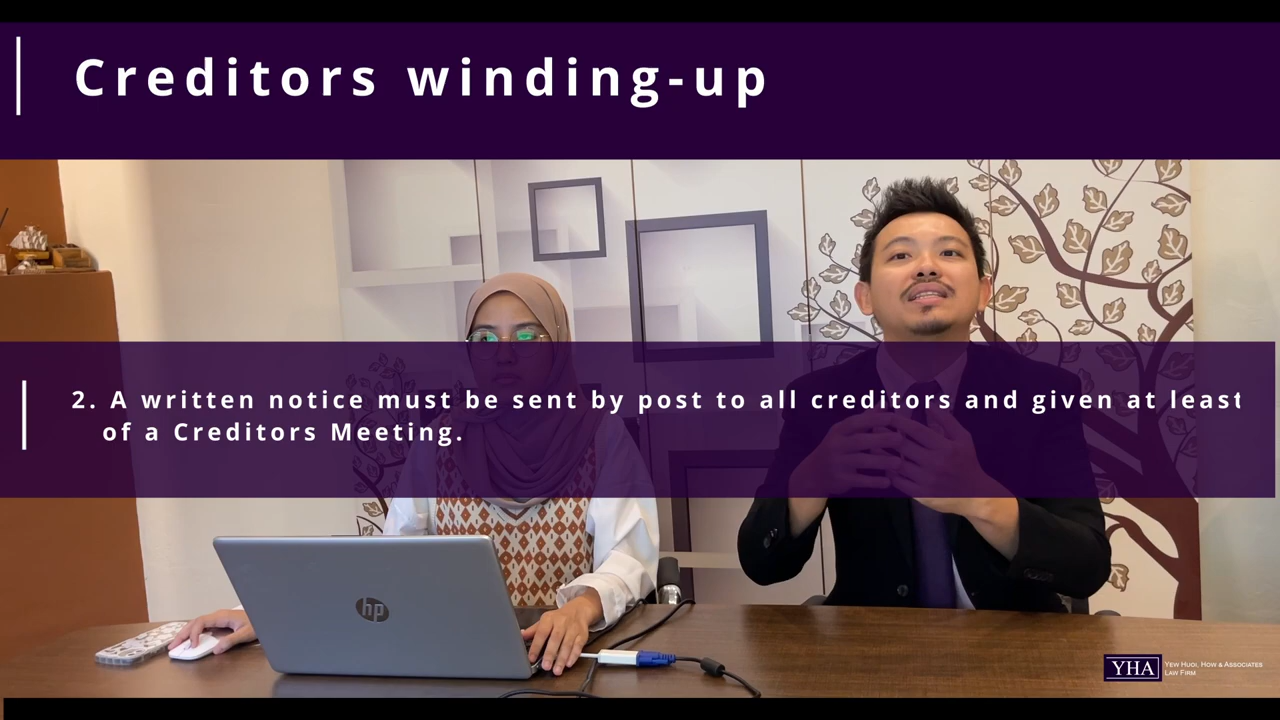 Creditors winding-up
2. A written notice must be sent by post to all creditors and given at least
of a Creditors Meeting.
hp
YHA
Yew Huoi, How & Associates
Law Firm